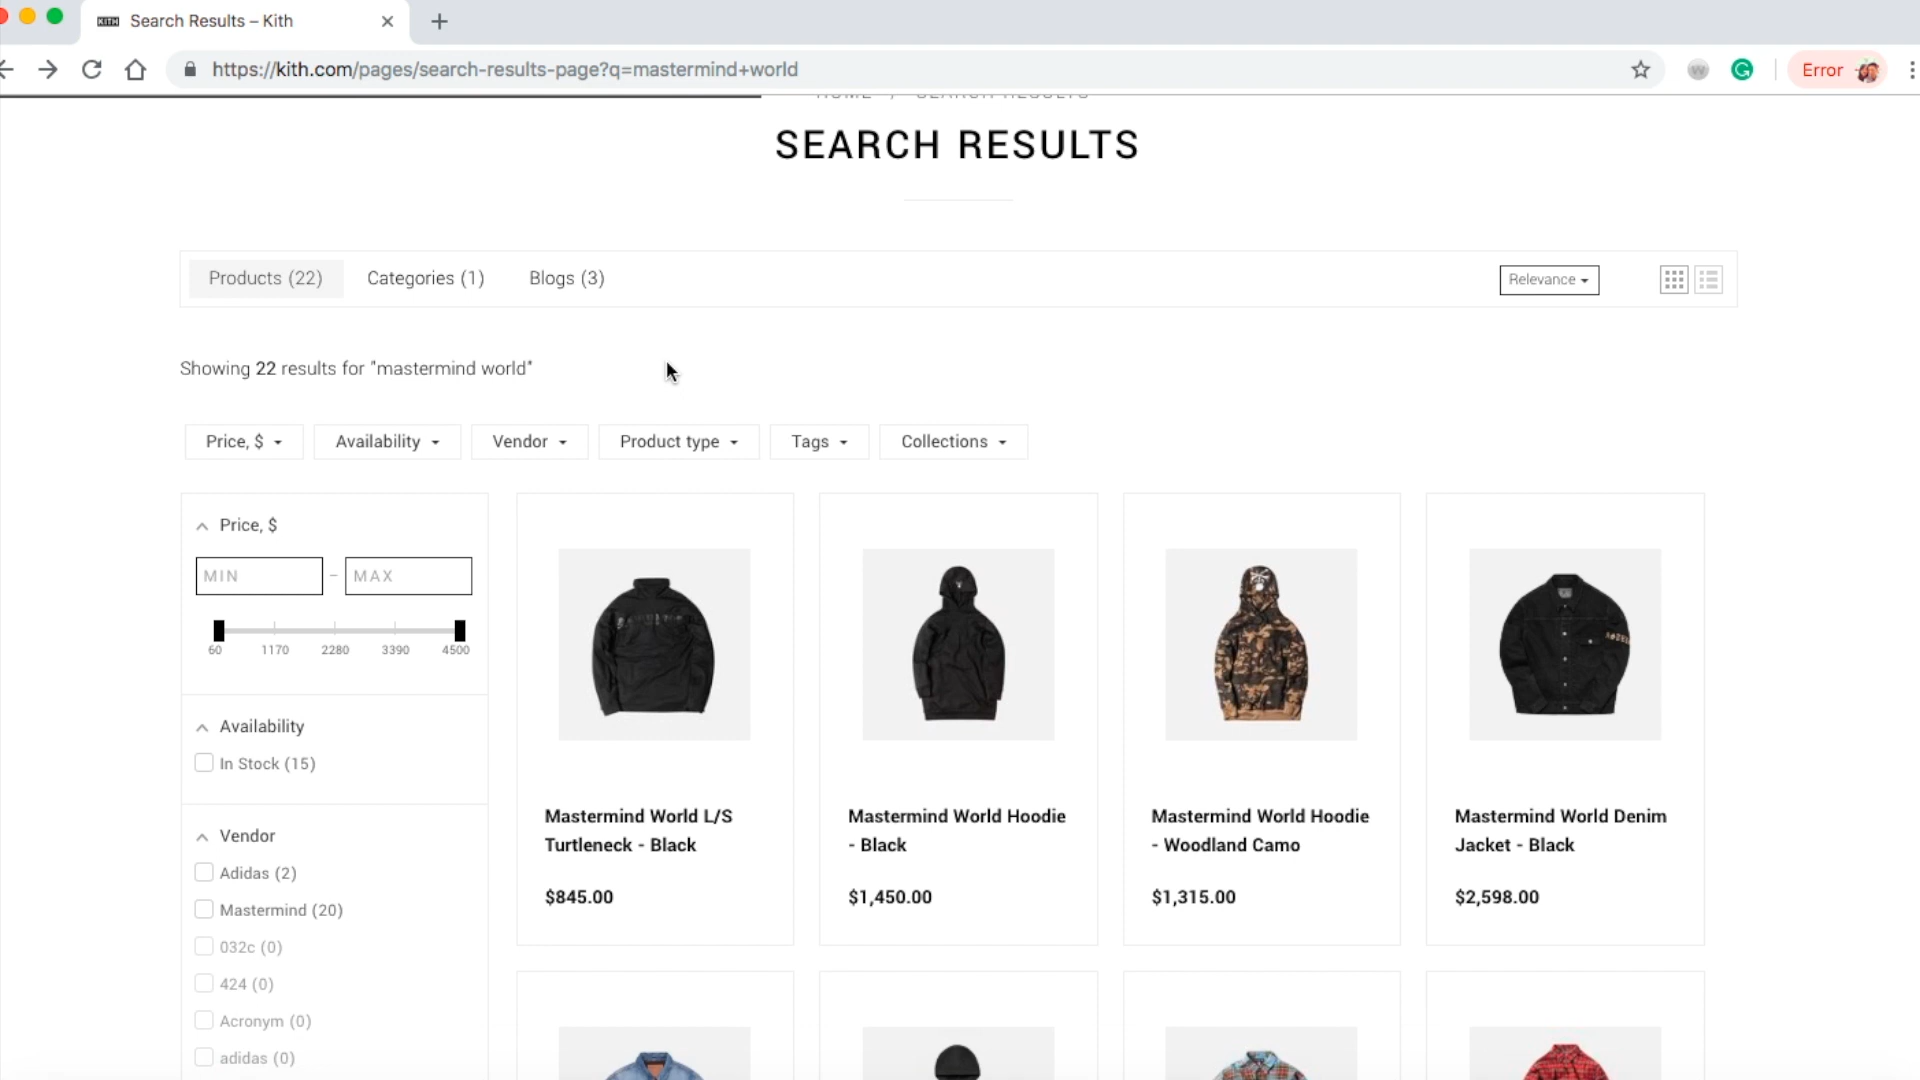 KITH Search Results – Kith
https://kith.com/pages/search-results-page?q=mastermind+world
Error
HOME / SEARCH RESULTS
SEARCH RESULTS
Products (22) Categories (1) Blogs (3) Relevance
Showing 22 results for "mastermind world"
Price, $ Availability Vendor Product type Tags Collections
Price, $
MIN – MAX
60 1170 2280 3390 4500
Availability
In Stock (15)
Vendor
Adidas (2)
Mastermind (20)
032c (0)
424 (0)
Acronym (0)
adidas (0)
Mastermind World L/S
Turtleneck - Black
$845.00
Mastermind World Hoodie
- Black
$1,450.00
Mastermind World Hoodie
- Woodland Camo
$1,315.00
Mastermind World Denim
Jacket - Black
$2,598.00